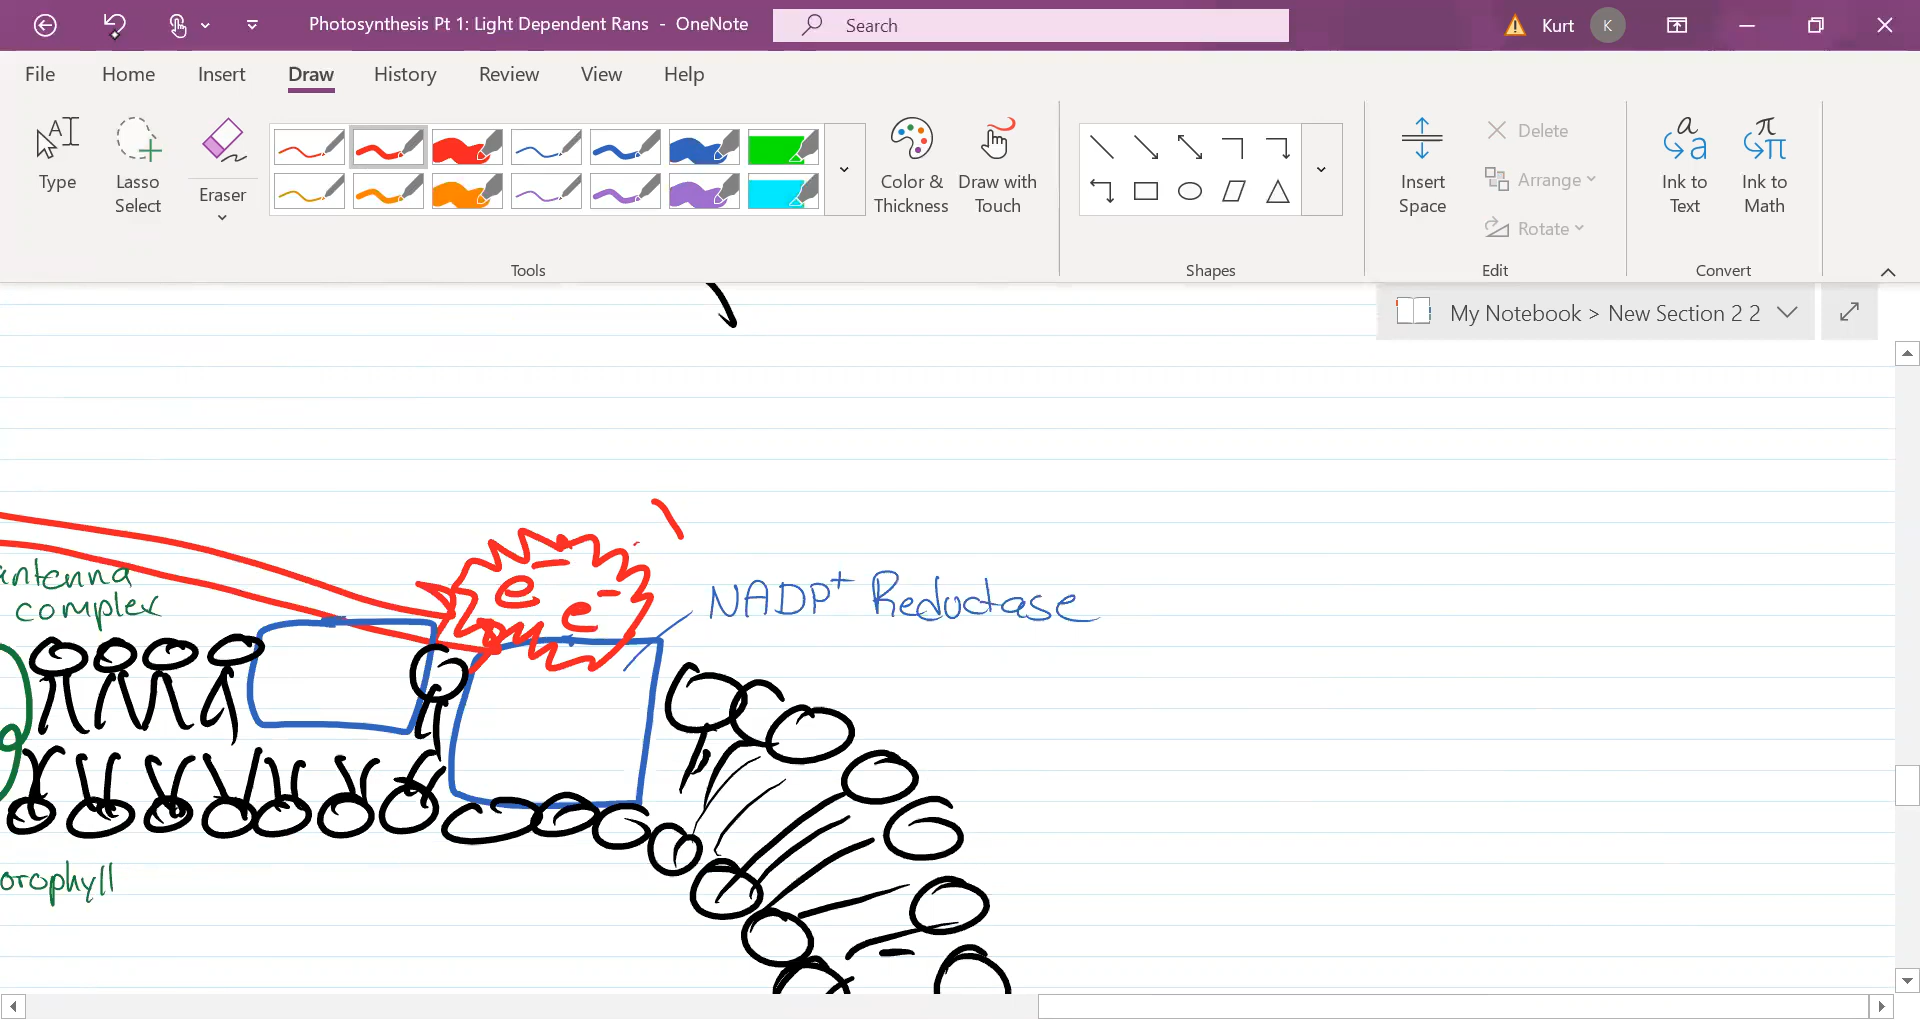 Photosynthesis Pt 1: Light Dependent Rxns - OneNote
Search
Kurt
K
File Home Insert Draw History Review View Help
Type
Lasso Select
Eraser
Color & Thickness
Draw with Touch
Tools
Shapes
Insert Space
Delete
Arrange
Rotate
Edit
Ink to Text
Ink to Math
Convert
My Notebook > New Section 2 2
antenna
complex
e⁻
e⁻
NADP⁺ Reductase
orophyll